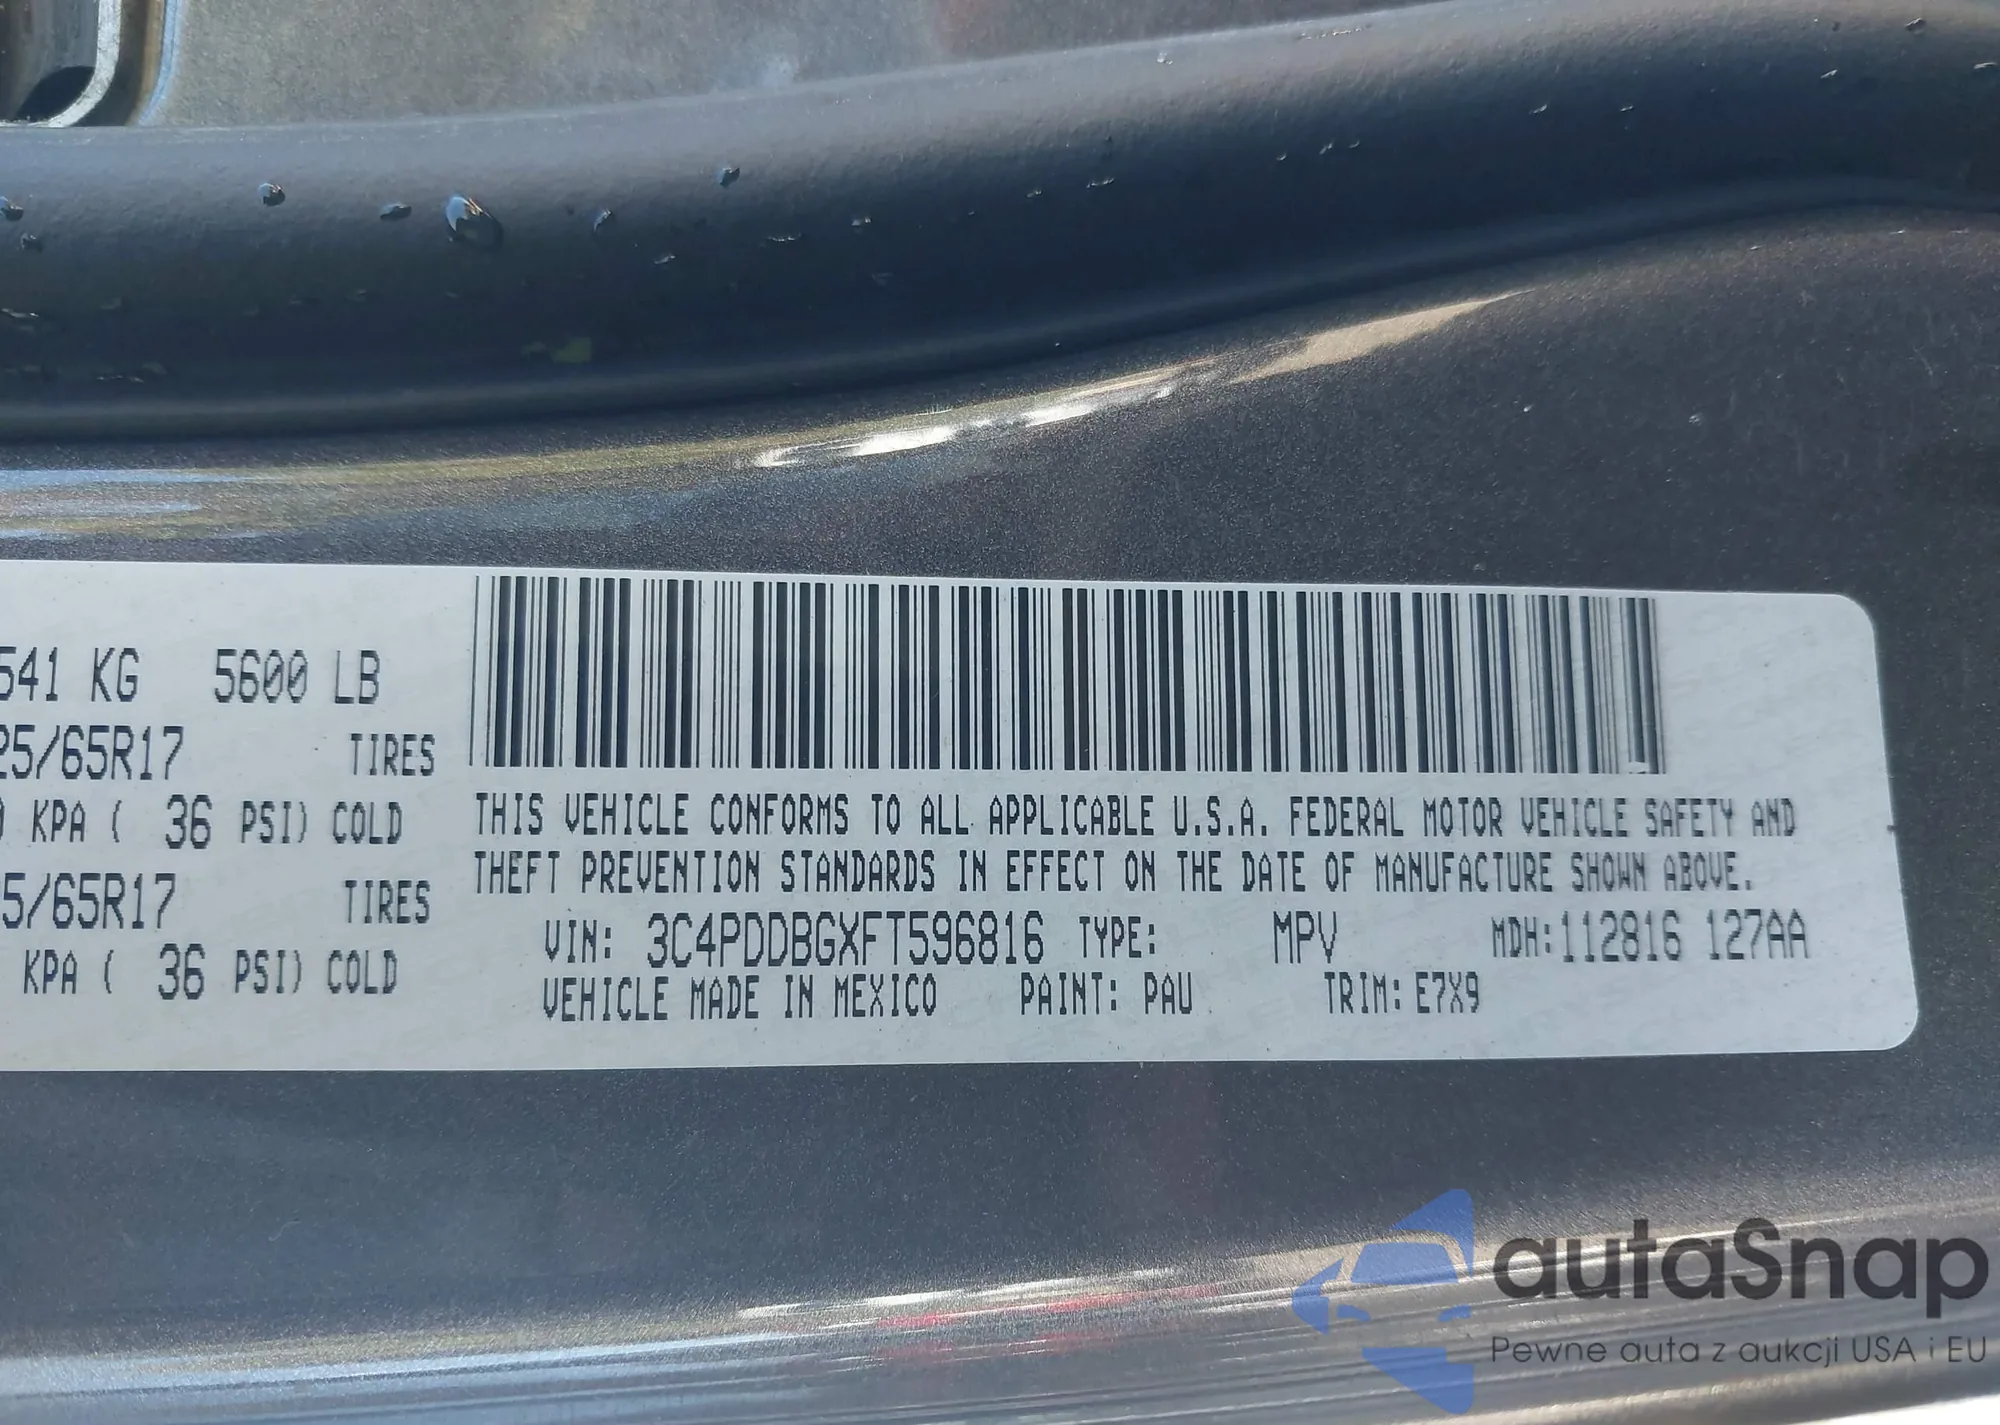 541 KG 5600 LB
25/65R17 TIRES
0 KPA ( 36 PSI) COLD
5/65R17 TIRES
KPA ( 36 PSI) COLD
THIS VEHICLE CONFORMS TO ALL APPLICABLE U.S.A. FEDERAL MOTOR VEHICLE SAFETY AND
THEFT PREVENTION STANDARDS IN EFFECT ON THE DATE OF MANUFACTURE SHOWN ABOVE.
VIN: 3C4PDDBGXFT596816 TYPE: MPV MDH:112816 127AA
VEHICLE MADE IN MEXICO PAINT: PAU TRIM: E7X9
autaSnap
Pewne auta z aukcji USA i EU